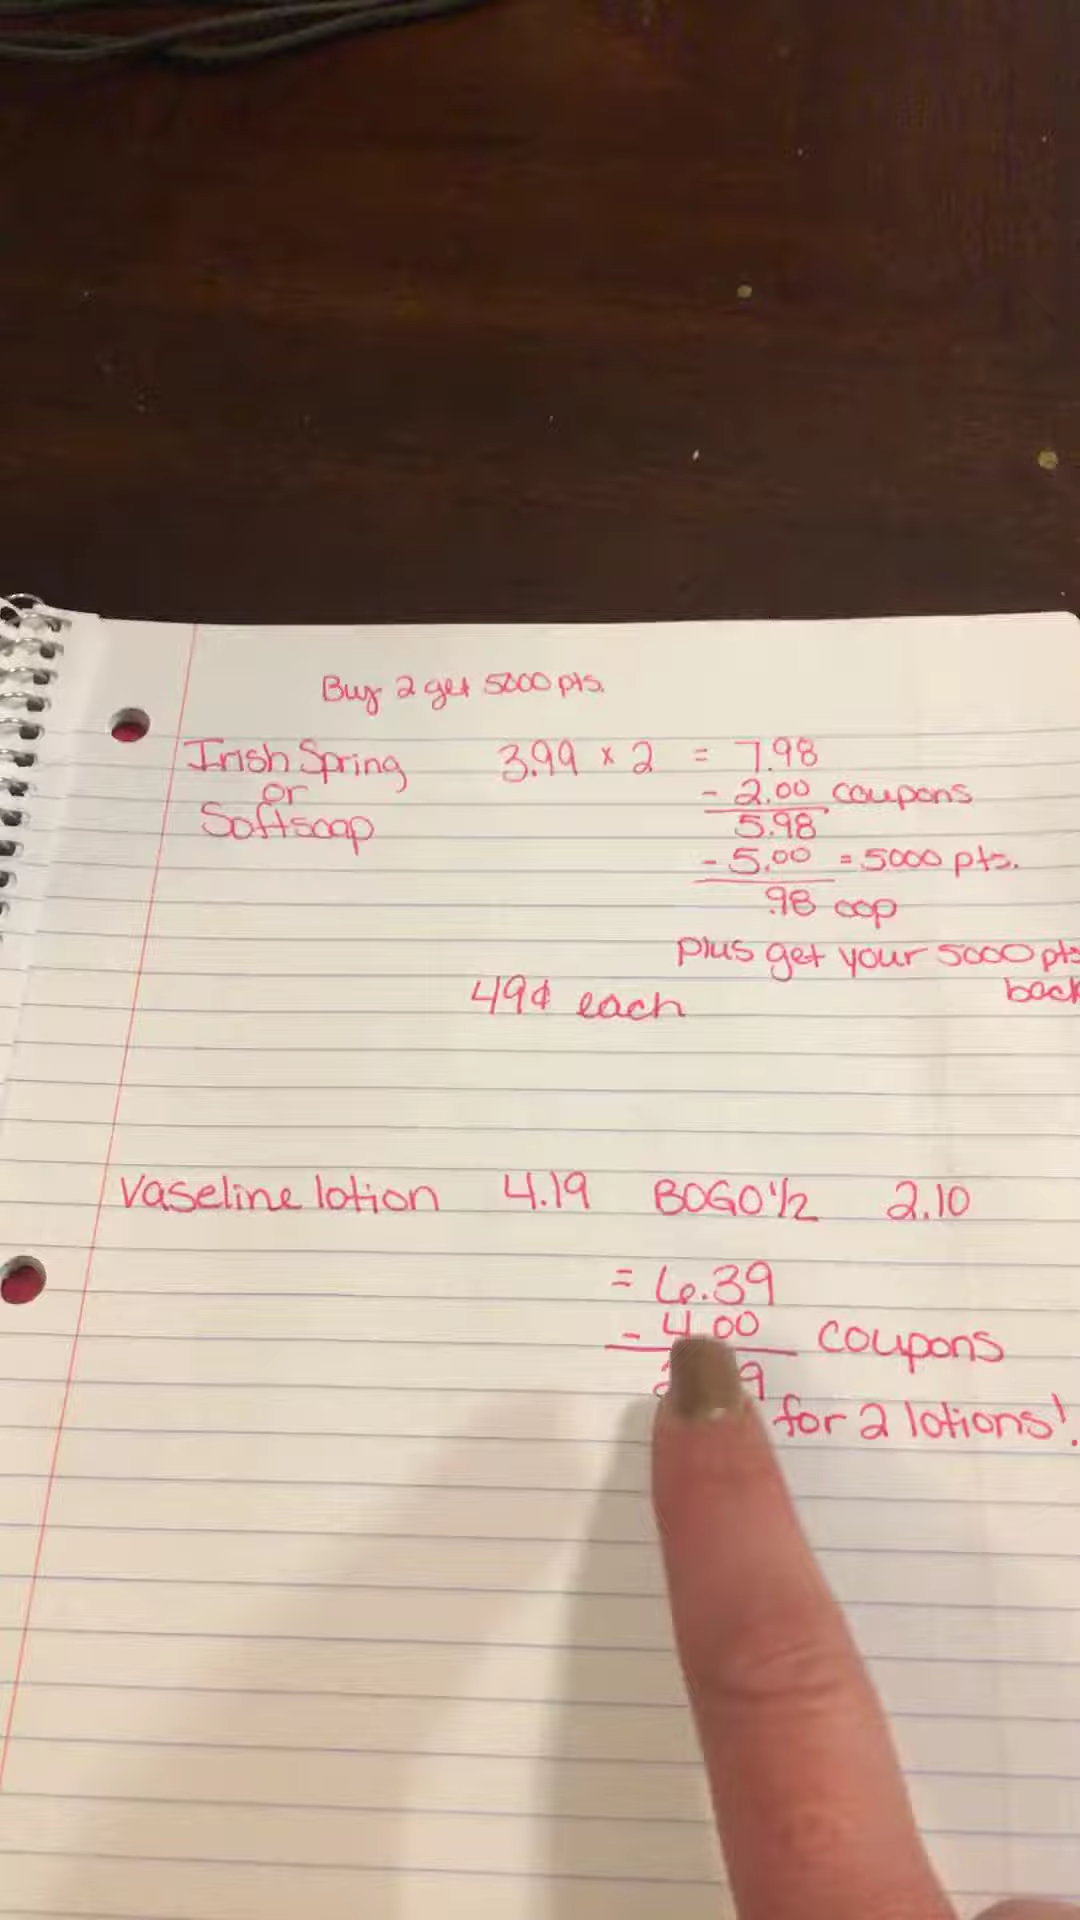 Buy 2 get 5000 pts.
Irish Spring 3.99 x 2 = 7.98
or
Softsoap
- 2.00 coupons
5.98
- 5.00 = 5000 pts.
.98 oop
plus get your 5000 pts
back
49¢ each
Vaseline lotion 4.19 BOGO 1/2 2.10
= 6.39
- 4.00 coupons
for 2 lotions!